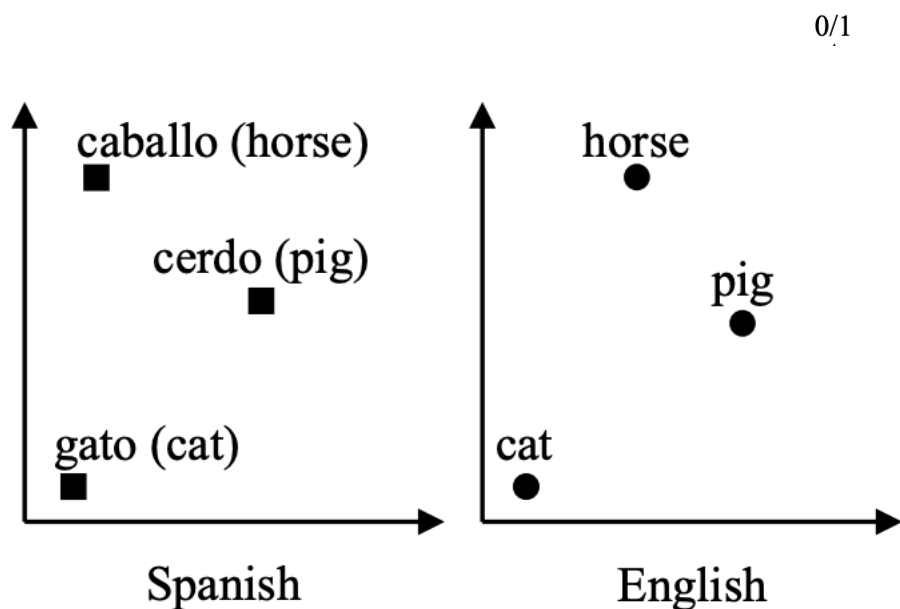 0/1
caballo (horse)
cerdo (pig)
gato (cat)
Spanish
horse
pig
cat
English